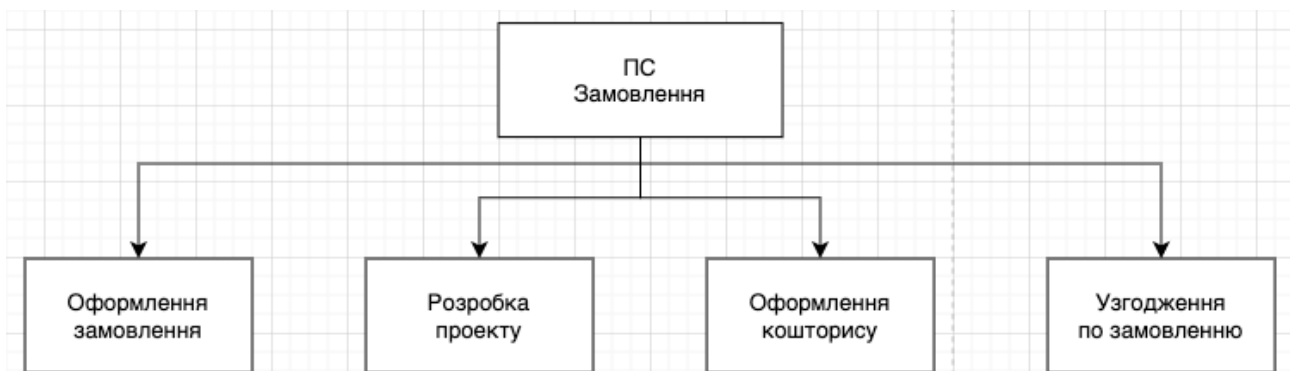 ПС
Замовлення
Оформлення
замовлення
Розробка
проекту
Оформлення
кошторису
Узгодження
по замовленню